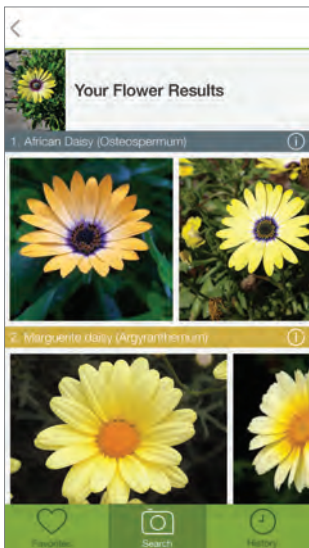 Your Flower Results
1. African Daisy (Osteospermum)
2. Marguerite daisy (Argyranthemum)
Favorites
Search
History